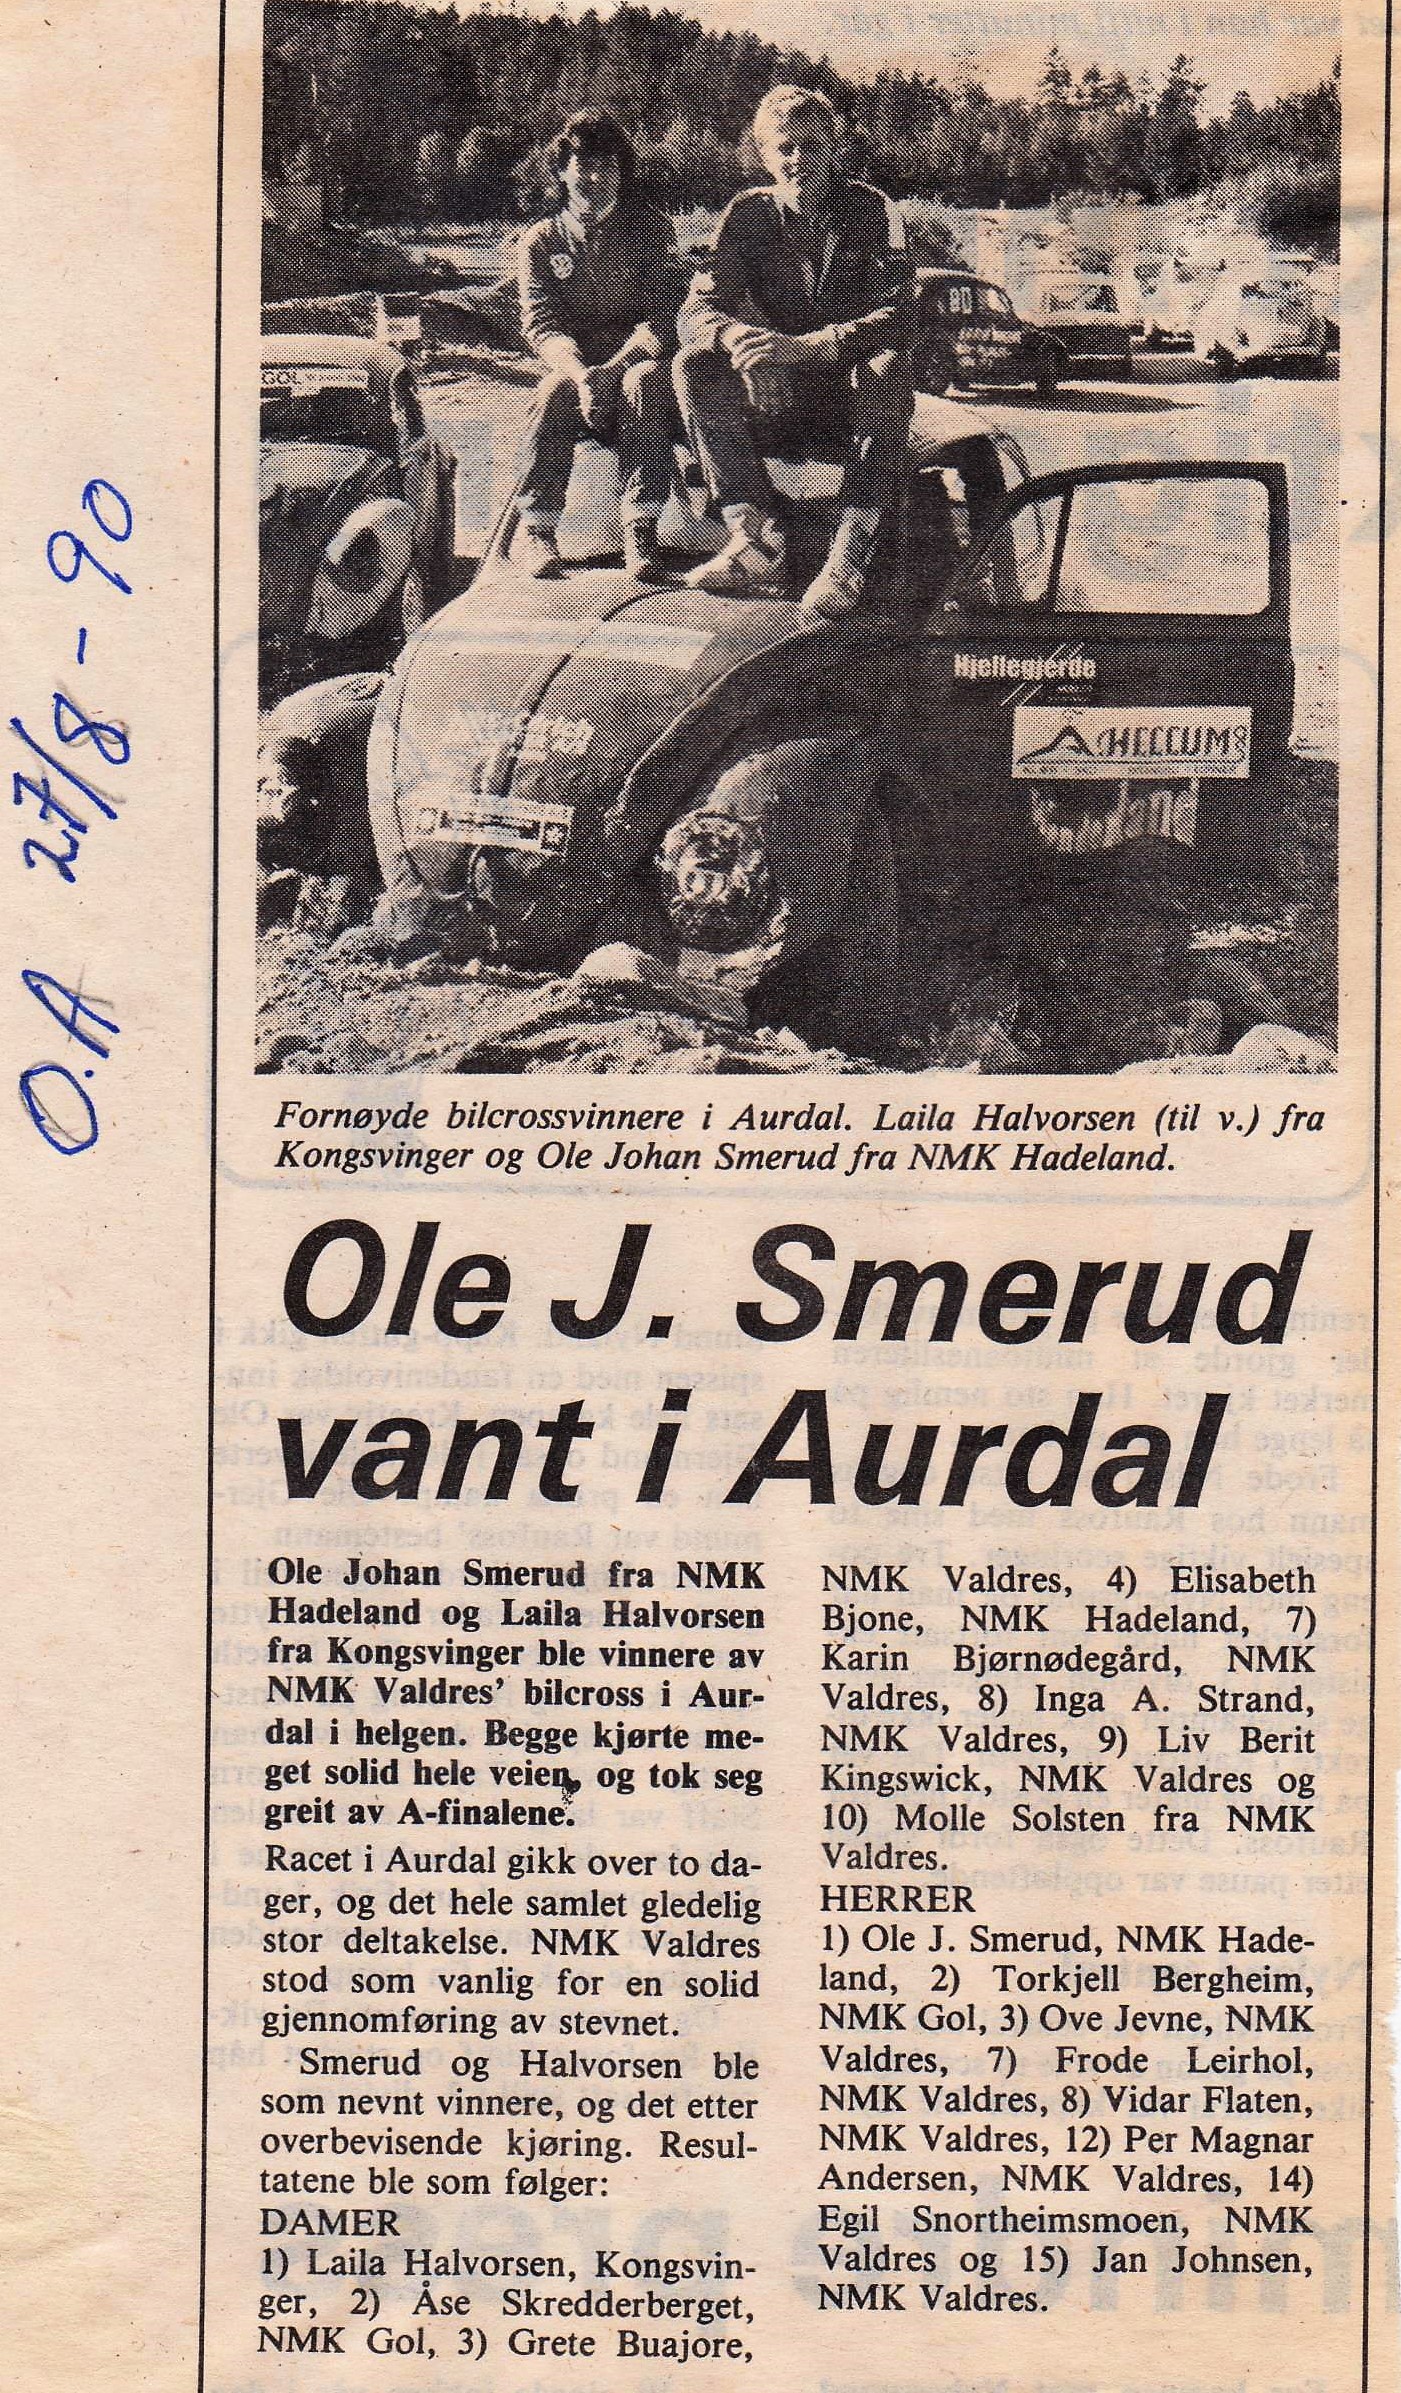 O.A 27/8-90
GOL
80
Hjellegjerde
HELLUM
Fornøyde bilcrossvinnere i Aurdal. Laila Halvorsen (til v.) fra
Kongsvinger og Ole Johan Smerud fra NMK Hadeland.
Ole J. Smerud
vant i Aurdal
Ole Johan Smerud fra NMK
Hadeland og Laila Halvorsen
fra Kongsvinger ble vinnere av
NMK Valdres' bilcross i Aur-
dal i helgen. Begge kjørte me-
get solid hele veien, og tok seg
greit av A-finalene.
Racet i Aurdal gikk over to da-
ger, og det hele samlet gledelig
stor deltakelse. NMK Valdres
stod som vanlig for en solid
gjennomføring av stevnet.
Smerud og Halvorsen ble
som nevnt vinnere, og det etter
overbevisende kjøring. Resul-
tatene ble som følger:
DAMER
1) Laila Halvorsen, Kongsvin-
ger, 2) Åse Skredderberget,
NMK Gol, 3) Grete Buajore,
NMK Valdres, 4) Elisabeth
Bjone, NMK Hadeland, 7)
Karin Bjørnødegård, NMK
Valdres, 8) Inga A. Strand,
NMK Valdres, 9) Liv Berit
Kingswick, NMK Valdres og
10) Molle Solsten fra NMK
Valdres.
HERRER
1) Ole J. Smerud, NMK Hade-
land, 2) Torkjell Bergheim,
NMK Gol, 3) Ove Jevne, NMK
Valdres, 7) Frode Leirhol,
NMK Valdres, 8) Vidar Flaten,
NMK Valdres, 12) Per Magnar
Andersen, NMK Valdres, 14)
Egil Snortheimsmoen, NMK
Valdres og 15) Jan Johnsen,
NMK Valdres.